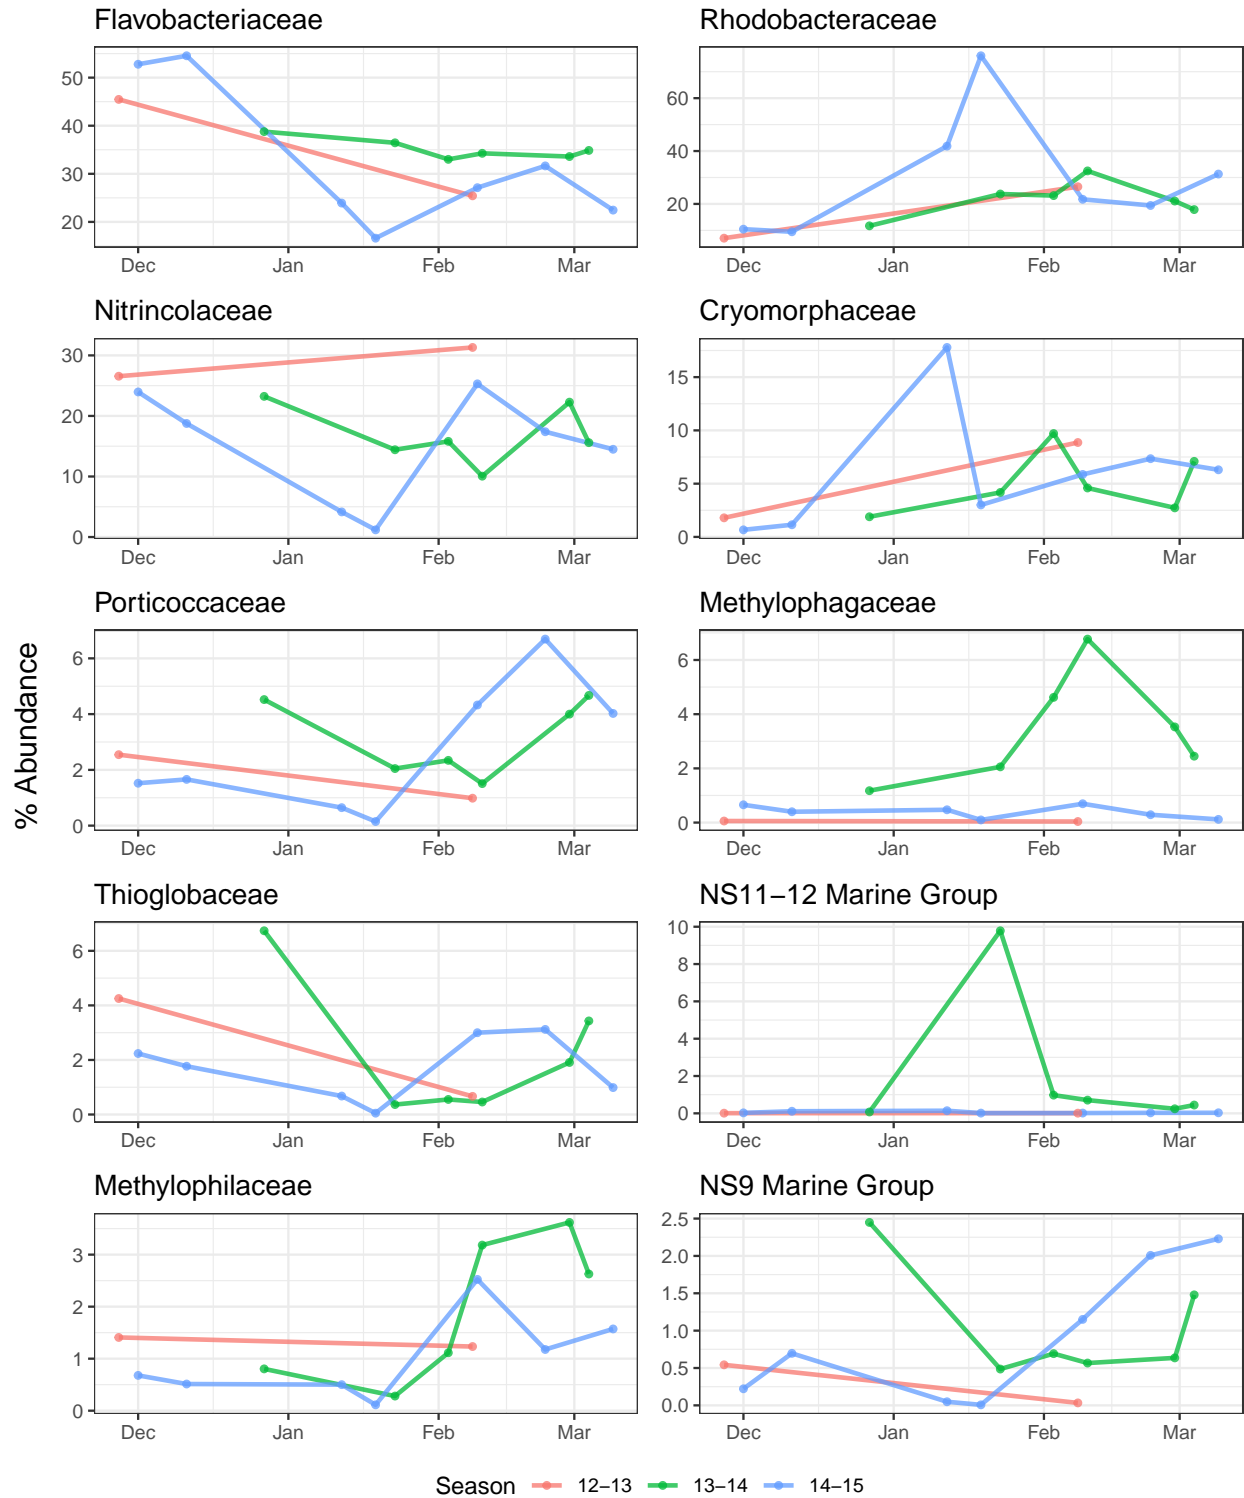 Flavobacteriaceae
Rhodobacteraceae
50
40
30
20
Dec Jan Feb Mar
60
40
20
Dec Jan Feb Mar
Nitrincolaceae
Cryomorphaceae
30
20
10
0
Dec Jan Feb Mar
15
10
5
0
Dec Jan Feb Mar
% Abundance
Porticoccaceae
Methylophagaceae
6
4
2
0
Dec Jan Feb Mar
6
4
2
0
Dec Jan Feb Mar
Thioglobaceae
NS11−12 Marine Group
6
4
2
0
Dec Jan Feb Mar
10
8
6
4
2
0
Dec Jan Feb Mar
Methylophilaceae
NS9 Marine Group
3
2
1
0
Dec Jan Feb Mar
2.5
2.0
1.5
1.0
0.5
0.0
Dec Jan Feb Mar
Season 12−13 13−14 14−15